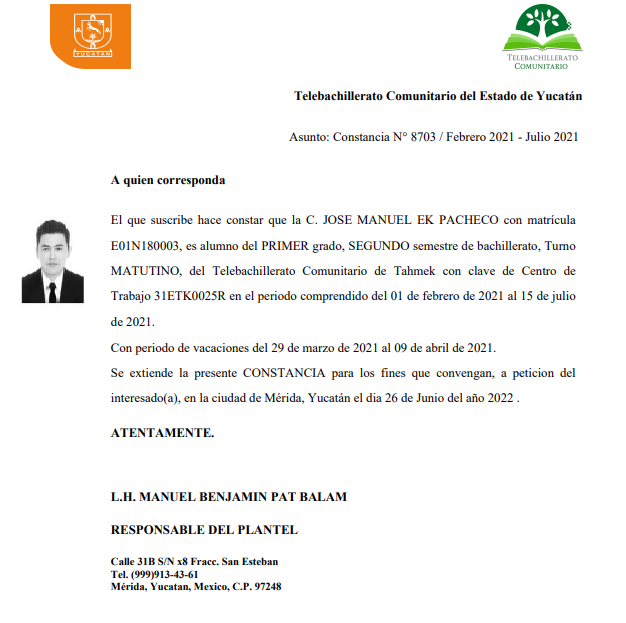 YUCATÁN
TELEBACHILLERATO
COMUNITARIO
Telebachillerato Comunitario del Estado de Yucatán
Asunto: Constancia N° 8703 / Febrero 2021 - Julio 2021
A quien corresponda
El que suscribe hace constar que la C. JOSE MANUEL EK PACHECO con matrícula
E01N180003, es alumno del PRIMER grado, SEGUNDO semestre de bachillerato, Turno
MATUTINO, del Telebachillerato Comunitario de Tahmek con clave de Centro de
Trabajo 31ETK0025R en el periodo comprendido del 01 de febrero de 2021 al 15 de julio
de 2021.
Con periodo de vacaciones del 29 de marzo de 2021 al 09 de abril de 2021.
Se extiende la presente CONSTANCIA para los fines que convengan, a peticion del
interesado(a), en la ciudad de Mérida, Yucatán el dia 26 de Junio del año 2022 .
ATENTAMENTE.
L.H. MANUEL BENJAMIN PAT BALAM
RESPONSABLE DEL PLANTEL
Calle 31B S/N x8 Fracc. San Esteban
Tel. (999)913-43-61
Mérida, Yucatan, Mexico, C.P. 97248